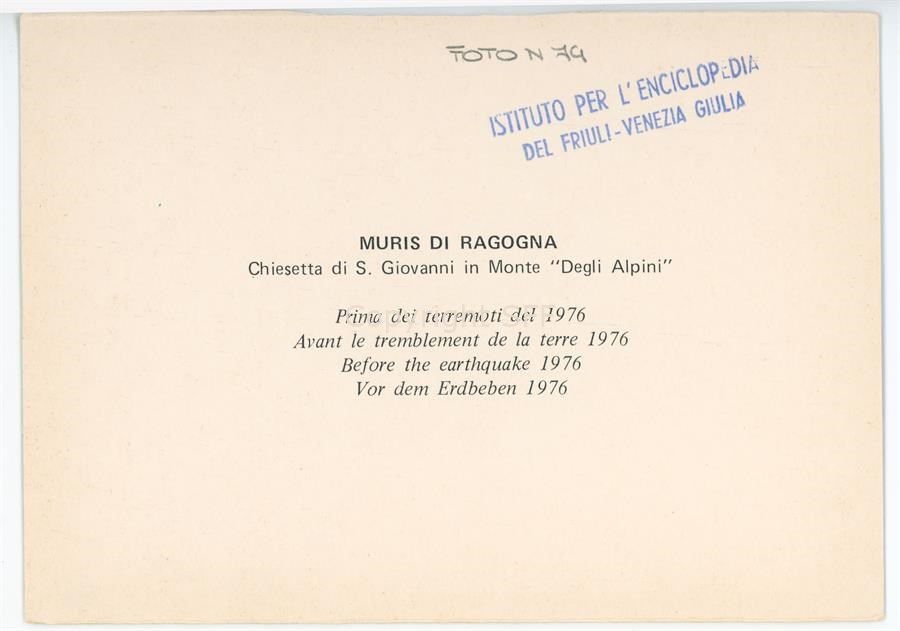 FOTO N 79
ISTITUTO PER L'ENCICLOPEDIA
DEL FRIULI-VENEZIA GIULIA
MURIS DI RAGOGNA
Chiesetta di S. Giovanni in Monte "Degli Alpini"
Prima dei terremoti del 1976
Avant le tremblement de la terre 1976
Before the earthquake 1976
Vor dem Erdbeben 1976